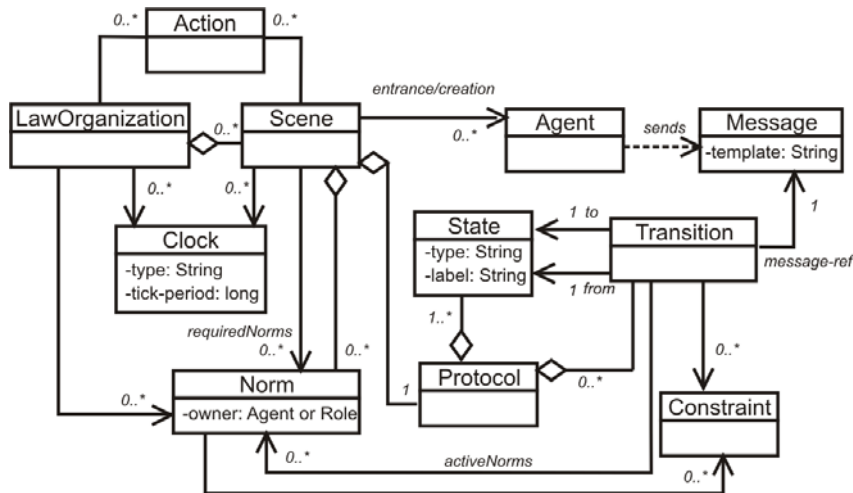 0..*
Action
0..*
LawOrganization
0..*
Scene
entrance/creation
0..*
Agent
sends
Message
-template: String
0..*
0..*
Clock
-type: String
-tick-period: long
State
-type: String
-label: String
1 to
1 from
Transition
1
message-ref
requiredNorms
0..*
0..*
1..*
0..*
Norm
-owner: Agent or Role
0..*
1
Protocol
0..*
Constraint
0..*
activeNorms
0..*